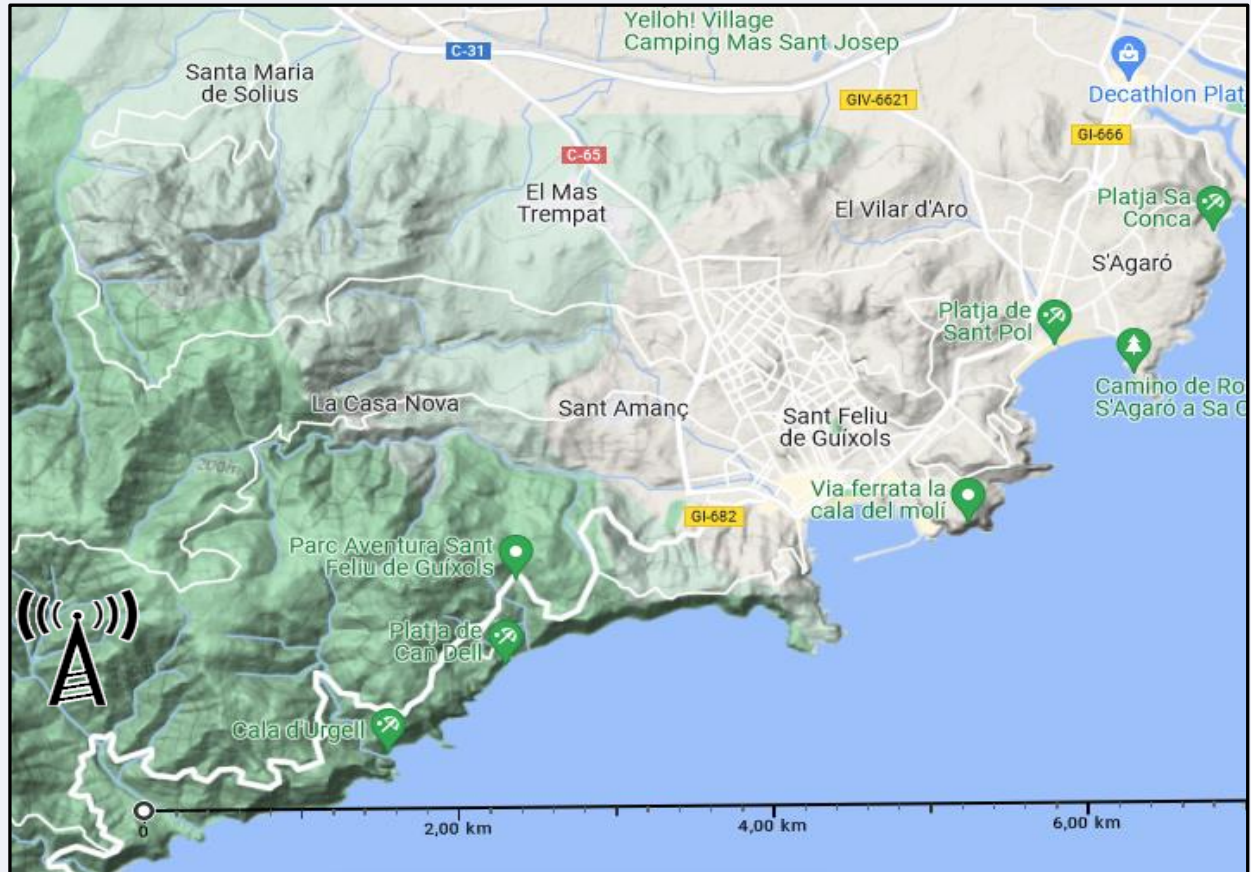 Yelloh! Village
Camping Mas Sant Josep
C-31
Santa Maria
de Solius
Decathlon Plat
GIV-6621
GI-666
C-65
El Mas
Trempat
Platja Sa
Conca
El Vilar d'Aro
S'Agaró
Platja de
Sant Pol
Camino de Ro
S'Agaró a Sa C
La Casa Nova
Sant Amanç
Sant Feliu
de Guíxols
200m
Via ferrata la
cala del molí
GI-682
Parc Aventura Sant
Feliu de Guíxols
Platja de
Can Dell
Cala d'Urgell
0
2,00 km
4,00 km
6,00 km